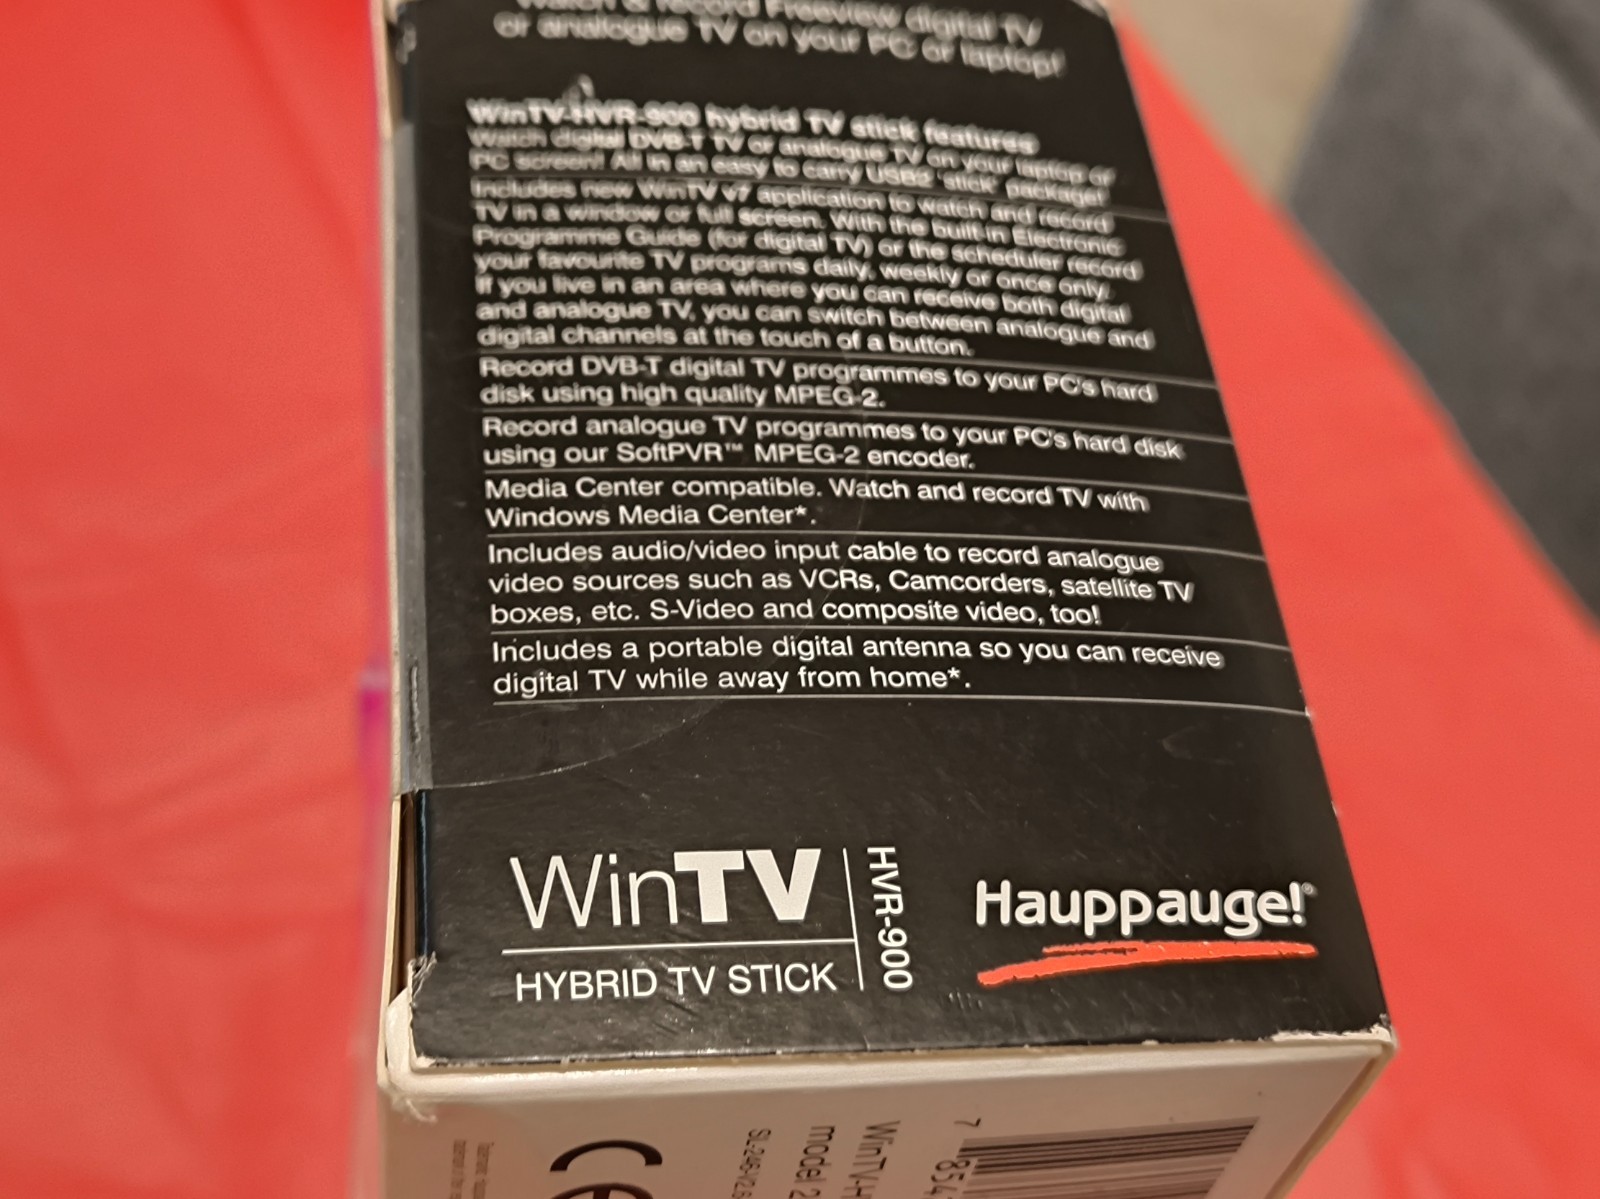 Watch & record Freeview digital TV
or analogue TV on your PC or laptop!
WinTV-HVR-900 hybrid TV stick features
Watch digital DVB-T TV or analogue TV on your laptop or
PC screen! All in an easy to carry USB2 'stick' package!
Includes new WinTV v7 application to watch and record
TV in a window or full screen. With the built-in Electronic
Programme Guide (for digital TV) or the scheduler record
your favourite TV programs daily, weekly or once only.
If you live in an area where you can receive both digital
and analogue TV, you can switch between analogue and
digital channels at the touch of a button.
Record DVB-T digital TV programmes to your PC's hard
disk using high quality MPEG-2.
Record analogue TV programmes to your PC's hard disk
using our SoftPVR™ MPEG-2 encoder.
Media Center compatible. Watch and record TV with
Windows Media Center*.
Includes audio/video input cable to record analogue
video sources such as VCRs, Camcorders, satellite TV
boxes, etc. S-Video and composite video, too!
Includes a portable digital antenna so you can receive
digital TV while away from home*.
WinTV
HYBRID TV STICK
HVR-900
Hauppauge!®
7 854
WinTV-H
model 2
CE